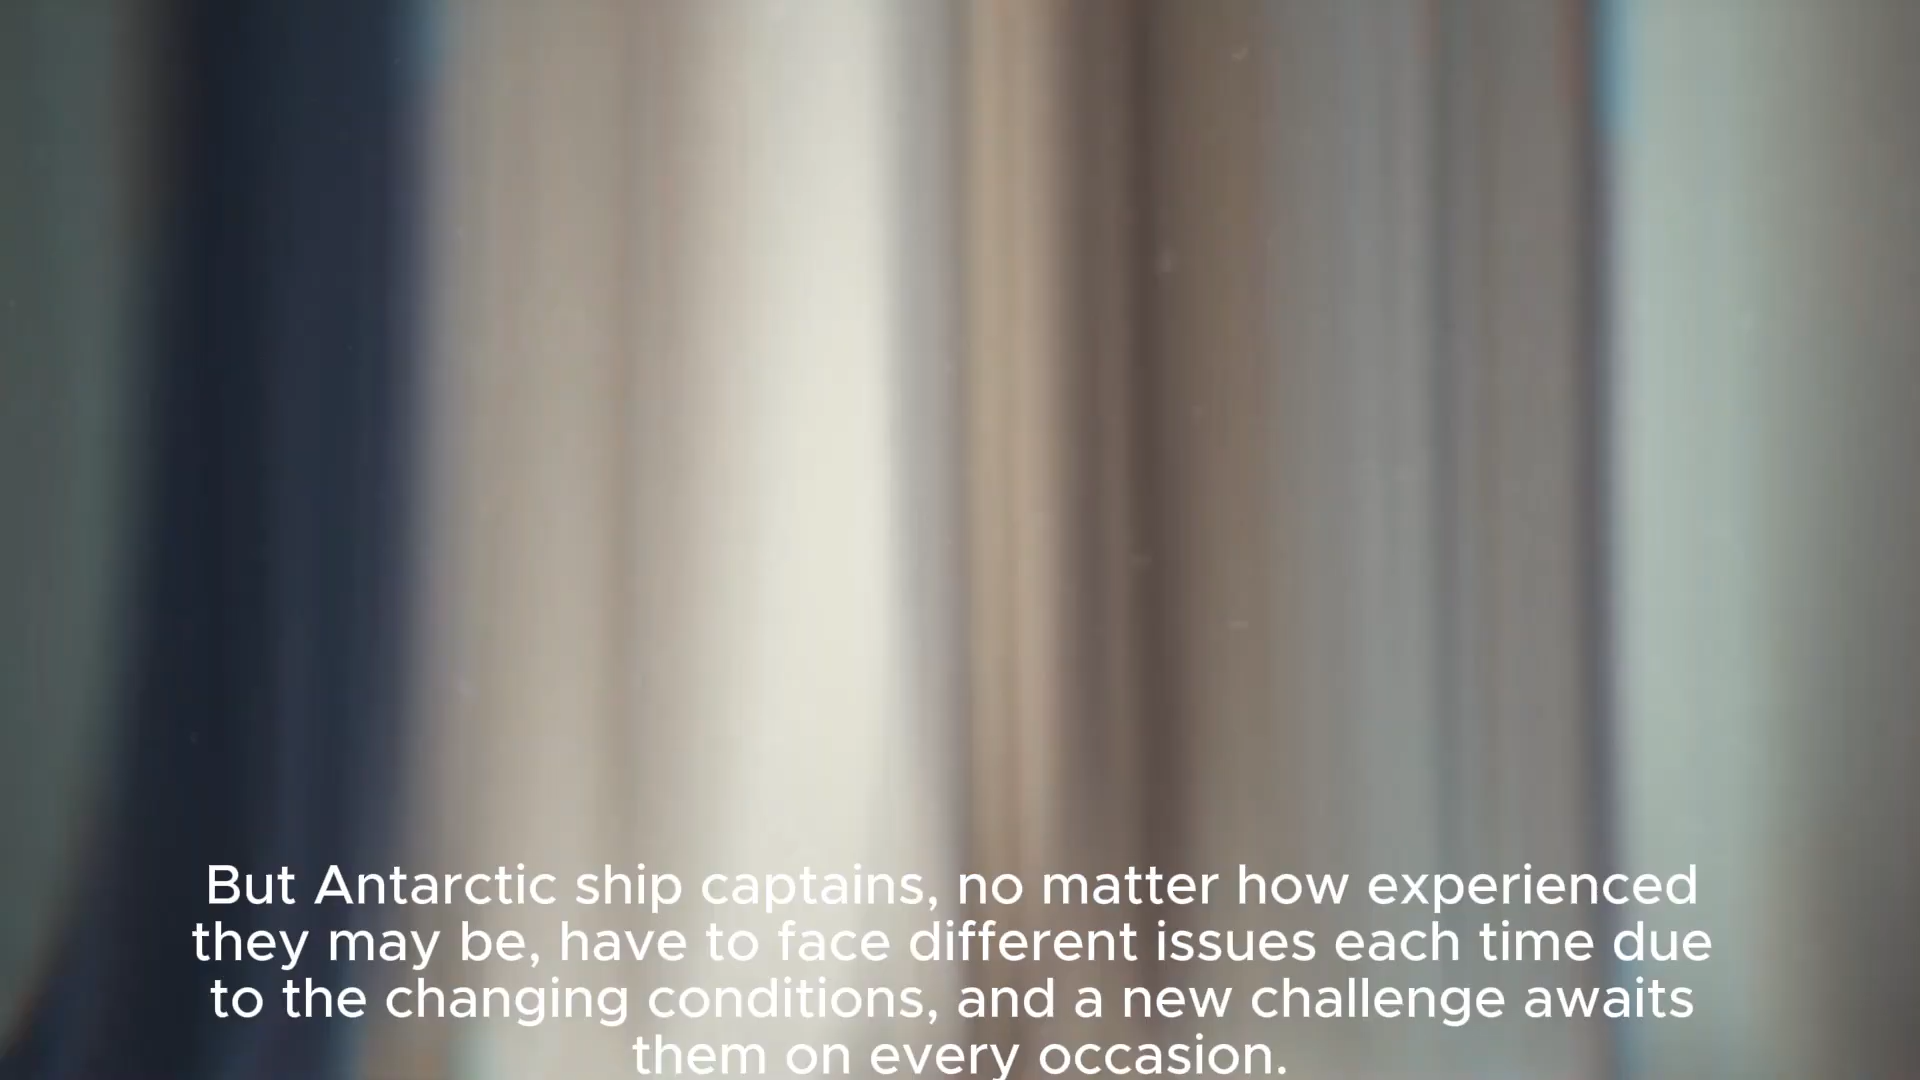 But Antarctic ship captains, no matter how experienced
they may be, have to face different issues each time due
to the changing conditions, and a new challenge awaits
them on every occasion.